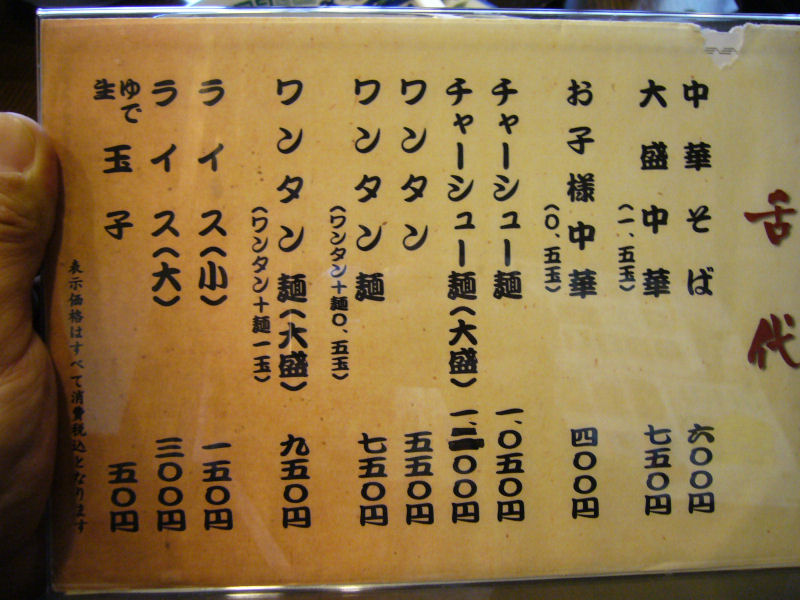 舌代
中華そば 六〇〇円
大盛中華 七五〇円
(一、五玉)
お子様中華 四〇〇円
(〇、五玉)
チャーシュー麺 一、〇五〇円
チャーシュー麺(大盛) 一、二〇〇円
ワンタン 五五〇円
ワンタン麺 七五〇円
(ワンタン+麺〇、五玉)
ワンタン麺(大盛) 九五〇円
(ワンタン+麺一玉)
ライス(小) 一五〇円
ライス(大) 三〇〇円
ゆで
生 玉子 五〇円
表示価格はすべて消費税込となります